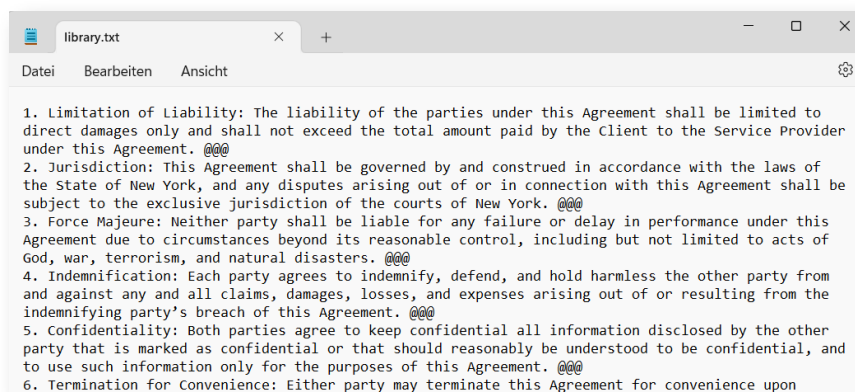 library.txt
Datei Bearbeiten Ansicht
1. Limitation of Liability: The liability of the parties under this Agreement shall be limited to
direct damages only and shall not exceed the total amount paid by the Client to the Service Provider
under this Agreement. @@@
2. Jurisdiction: This Agreement shall be governed by and construed in accordance with the laws of
the State of New York, and any disputes arising out of or in connection with this Agreement shall be
subject to the exclusive jurisdiction of the courts of New York. @@@
3. Force Majeure: Neither party shall be liable for any failure or delay in performance under this
Agreement due to circumstances beyond its reasonable control, including but not limited to acts of
God, war, terrorism, and natural disasters. @@@
4. Indemnification: Each party agrees to indemnify, defend, and hold harmless the other party from
and against any and all claims, damages, losses, and expenses arising out of or resulting from the
indemnifying party’s breach of this Agreement. @@@
5. Confidentiality: Both parties agree to keep confidential all information disclosed by the other
party that is marked as confidential or that should reasonably be understood to be confidential, and
to use such information only for the purposes of this Agreement. @@@
6. Termination for Convenience: Either party may terminate this Agreement for convenience upon